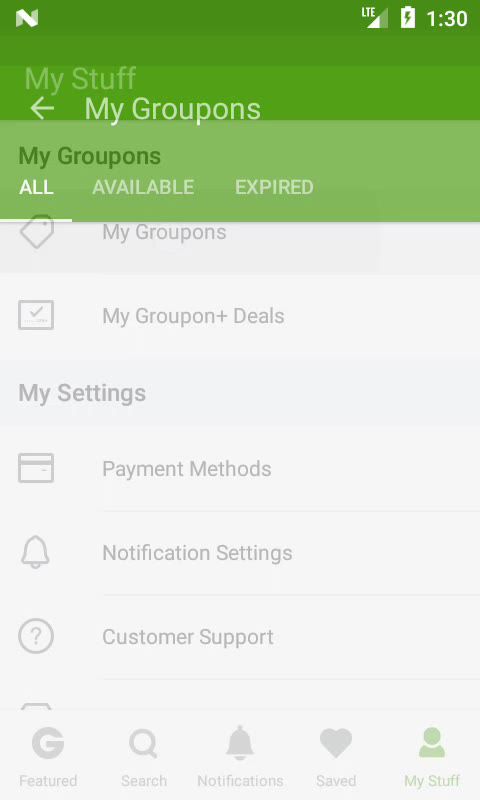 LTE 1:30
My Stuff
My Groupons
My Groupons
ALL AVAILABLE EXPIRED
My Groupons
My Groupon+ Deals
My Settings
Payment Methods
Notification Settings
? Customer Support
Featured Search Notifications Saved My Stuff